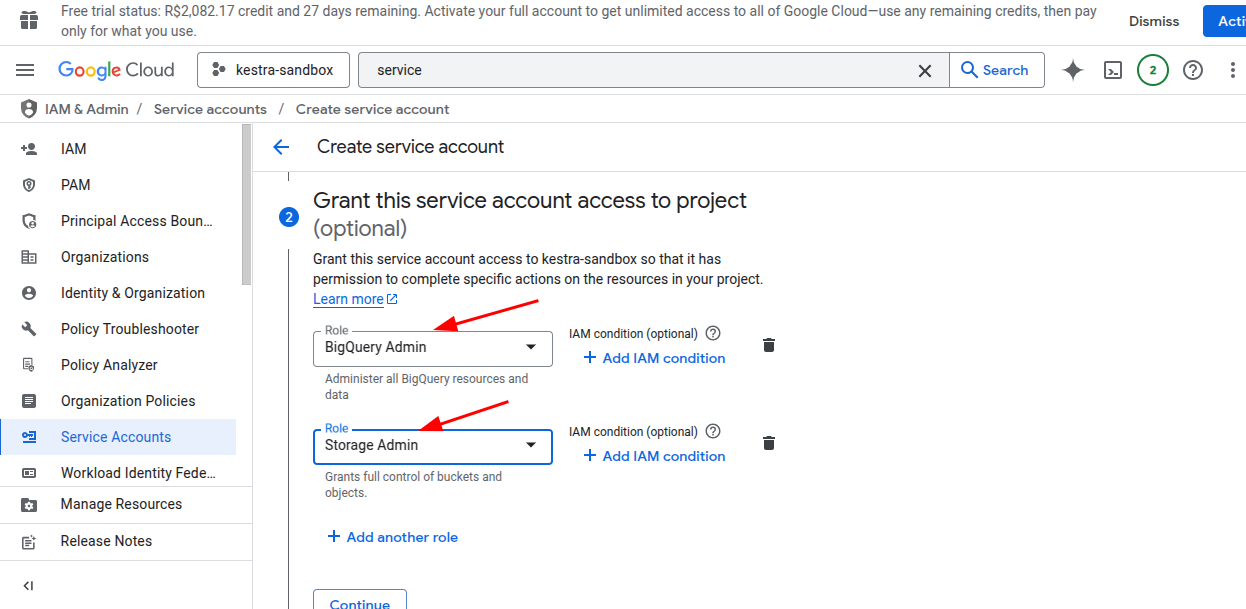 Free trial status: R$2,082.17 credit and 27 days remaining. Activate your full account to get unlimited access to all of Google Cloud—use any remaining credits, then pay
only for what you use.
Dismiss
Acti
Google Cloud
kestra-sandbox
service
Search
2
IAM & Admin / Service accounts / Create service account
IAM
PAM
Principal Access Boun...
Organizations
Identity & Organization
Policy Troubleshooter
Policy Analyzer
Organization Policies
Service Accounts
Workload Identity Fede...
Manage Resources
Release Notes
Create service account
2
Grant this service account access to project
(optional)
Grant this service account access to kestra-sandbox so that it has
permission to complete specific actions on the resources in your project.
Learn more
Role
BigQuery Admin
IAM condition (optional)
+ Add IAM condition
Administer all BigQuery resources and
data
Role
Storage Admin
IAM condition (optional)
+ Add IAM condition
Grants full control of buckets and
objects.
+ Add another role
Continue